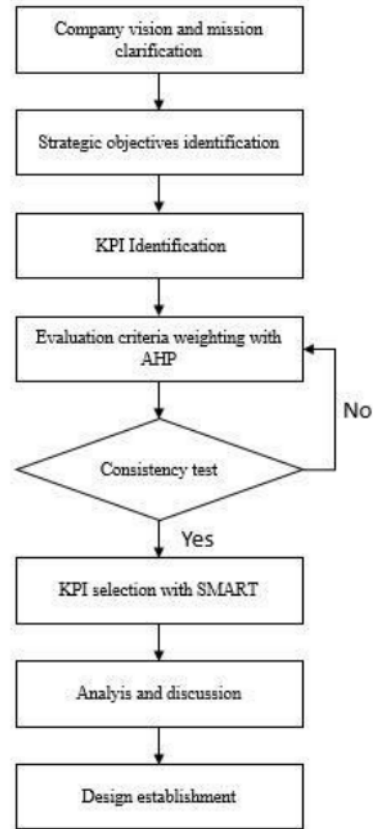 Company vision and mission
clarification
Strategic objectives identification
KPI Identification
Evaluation criteria weighting with
AHP
No
Consistency test
Yes
KPI selection with SMART
Analyis and discussion
Design establishment